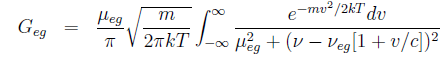 G_{eg} = \frac{\mu_{eg}}{\pi} \sqrt{\frac{m}{2\pi kT}} \int_{-\infty}^{\infty} \frac{e^{-mv^2/2kT} dv}{\mu_{eg}^2 + (\nu - \nu_{eg}[1 + v/c])^2}